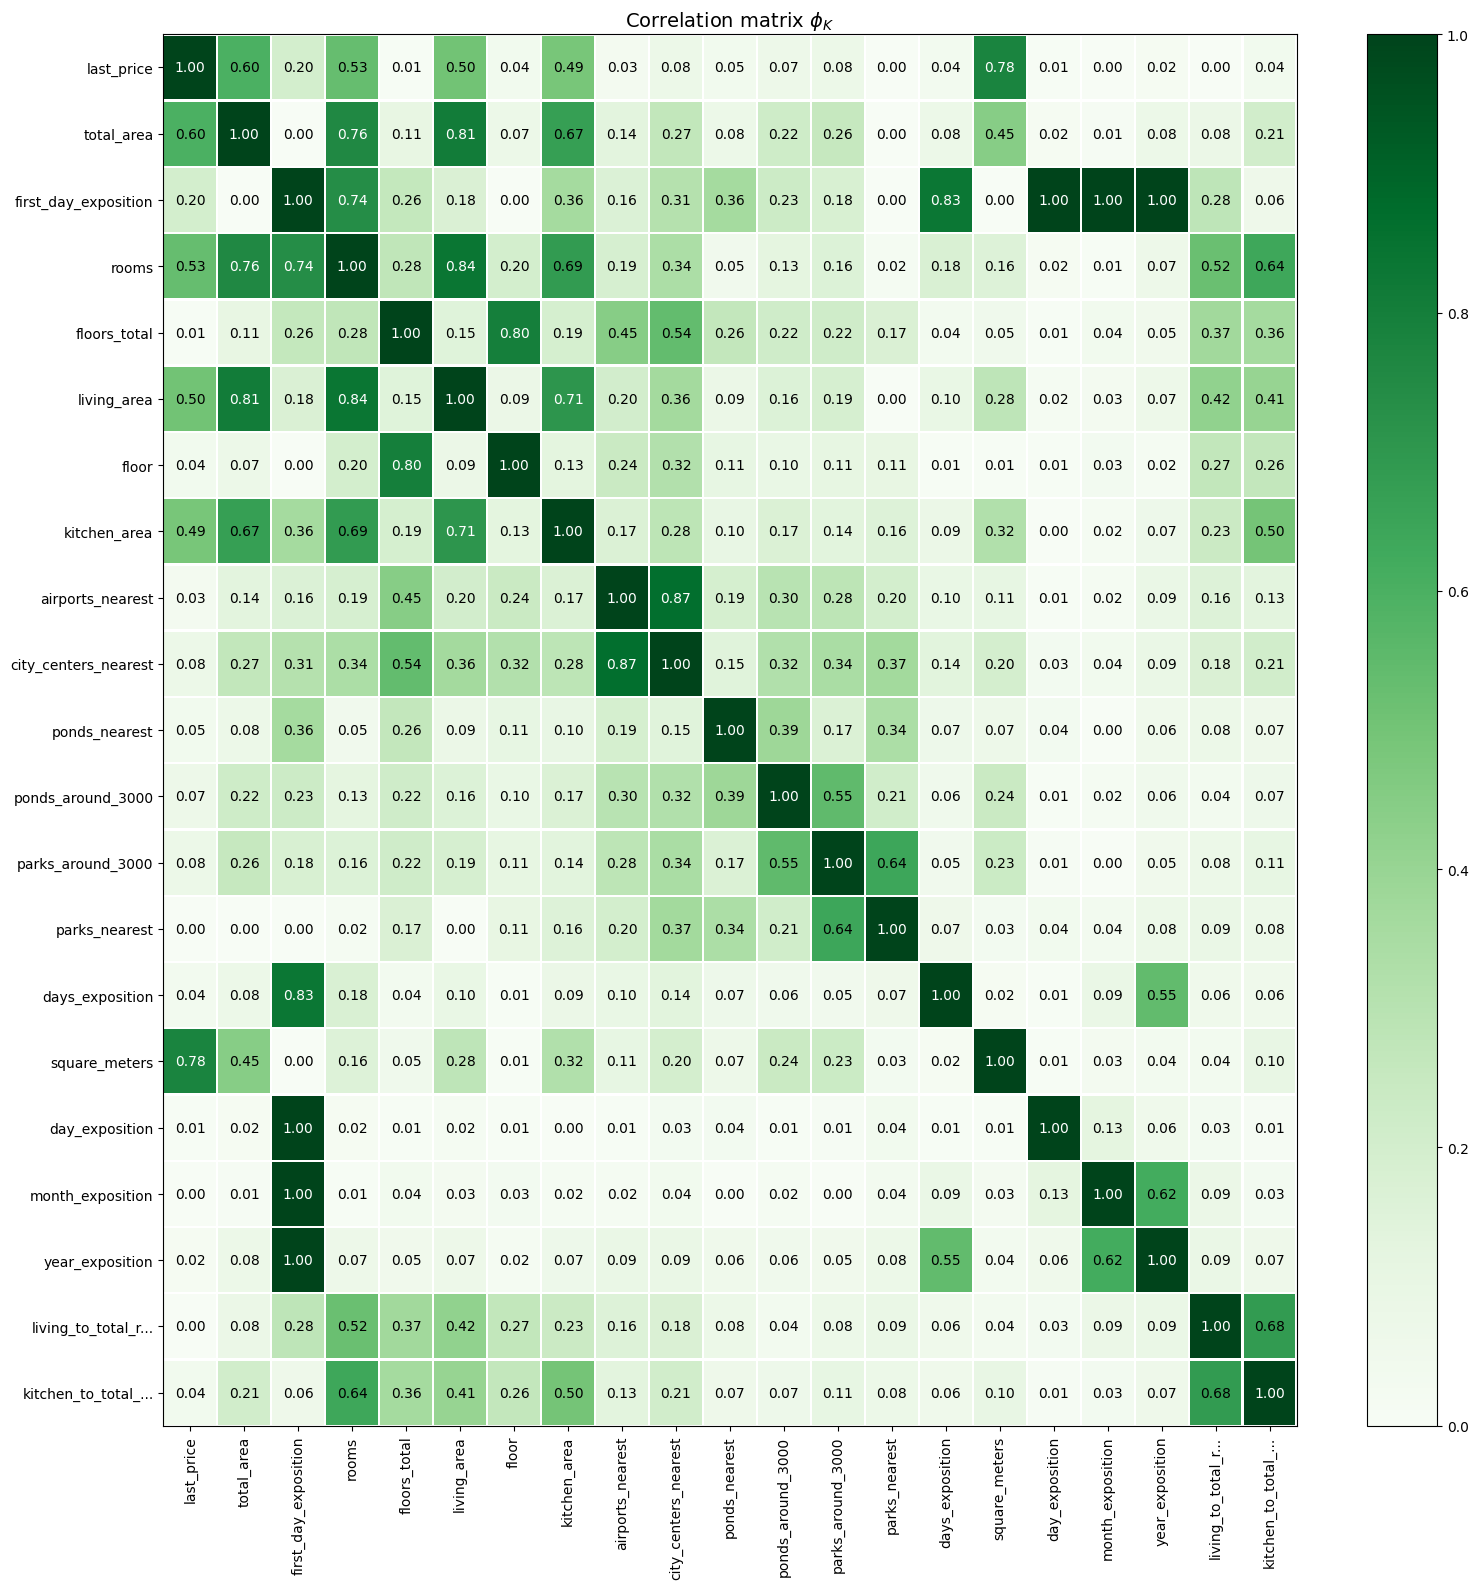 Correlation matrix ϕK
last_price 1.00 0.60 0.20 0.53 0.01 0.50 0.04 0.49 0.03 0.08 0.05 0.07 0.08 0.00 0.04 0.78 0.01 0.00 0.02 0.00 0.04
total_area 0.60 1.00 0.00 0.76 0.11 0.81 0.07 0.67 0.14 0.27 0.08 0.22 0.26 0.00 0.08 0.45 0.02 0.01 0.08 0.08 0.21
first_day_exposition 0.20 0.00 1.00 0.74 0.26 0.18 0.00 0.36 0.16 0.31 0.36 0.23 0.18 0.00 0.83 0.00 1.00 1.00 1.00 0.28 0.06
rooms 0.53 0.76 0.74 1.00 0.28 0.84 0.20 0.69 0.19 0.34 0.05 0.13 0.16 0.02 0.18 0.16 0.02 0.01 0.07 0.52 0.64
floors_total 0.01 0.11 0.26 0.28 1.00 0.15 0.80 0.19 0.45 0.54 0.26 0.22 0.22 0.17 0.04 0.05 0.01 0.04 0.05 0.37 0.36
living_area 0.50 0.81 0.18 0.84 0.15 1.00 0.09 0.71 0.20 0.36 0.09 0.16 0.19 0.00 0.10 0.28 0.02 0.03 0.07 0.42 0.41
floor 0.04 0.07 0.00 0.20 0.80 0.09 1.00 0.13 0.24 0.32 0.11 0.10 0.11 0.11 0.01 0.01 0.01 0.03 0.02 0.27 0.26
kitchen_area 0.49 0.67 0.36 0.69 0.19 0.71 0.13 1.00 0.17 0.28 0.10 0.17 0.14 0.16 0.09 0.32 0.00 0.02 0.07 0.23 0.50
airports_nearest 0.03 0.14 0.16 0.19 0.45 0.20 0.24 0.17 1.00 0.87 0.19 0.30 0.28 0.20 0.10 0.11 0.01 0.02 0.09 0.16 0.13
city_centers_nearest 0.08 0.27 0.31 0.34 0.54 0.36 0.32 0.28 0.87 1.00 0.15 0.32 0.34 0.37 0.14 0.20 0.03 0.04 0.09 0.18 0.21
ponds_nearest 0.05 0.08 0.36 0.05 0.26 0.09 0.11 0.10 0.19 0.15 1.00 0.39 0.17 0.34 0.07 0.07 0.04 0.00 0.06 0.08 0.07
ponds_around_3000 0.07 0.22 0.23 0.13 0.22 0.16 0.10 0.17 0.30 0.32 0.39 1.00 0.55 0.21 0.06 0.24 0.01 0.02 0.06 0.04 0.07
parks_around_3000 0.08 0.26 0.18 0.16 0.22 0.19 0.11 0.14 0.28 0.34 0.17 0.55 1.00 0.64 0.05 0.23 0.01 0.00 0.05 0.08 0.11
parks_nearest 0.00 0.00 0.00 0.02 0.17 0.00 0.11 0.16 0.20 0.37 0.34 0.21 0.64 1.00 0.07 0.03 0.04 0.04 0.08 0.09 0.08
days_exposition 0.04 0.08 0.83 0.18 0.04 0.10 0.01 0.09 0.10 0.14 0.07 0.06 0.05 0.07 1.00 0.02 0.01 0.09 0.55 0.06 0.06
square_meters 0.78 0.45 0.00 0.16 0.05 0.28 0.01 0.32 0.11 0.20 0.07 0.24 0.23 0.03 0.02 1.00 0.01 0.03 0.04 0.04 0.10
day_exposition 0.01 0.02 1.00 0.02 0.01 0.02 0.01 0.00 0.01 0.03 0.04 0.01 0.01 0.04 0.01 0.01 1.00 0.13 0.06 0.03 0.01
month_exposition 0.00 0.01 1.00 0.01 0.04 0.03 0.03 0.02 0.02 0.04 0.00 0.02 0.00 0.04 0.09 0.03 0.13 1.00 0.62 0.09 0.03
year_exposition 0.02 0.08 1.00 0.07 0.05 0.07 0.02 0.07 0.09 0.09 0.06 0.06 0.05 0.08 0.55 0.04 0.06 0.62 1.00 0.09 0.07
living_to_total_r... 0.00 0.08 0.28 0.52 0.37 0.42 0.27 0.23 0.16 0.18 0.08 0.04 0.08 0.09 0.06 0.04 0.03 0.09 0.09 1.00 0.68
kitchen_to_total_... 0.04 0.21 0.06 0.64 0.36 0.41 0.26 0.50 0.13 0.21 0.07 0.07 0.11 0.08 0.06 0.10 0.01 0.03 0.07 0.68 1.00
last_price
total_area
first_day_exposition
rooms
floors_total
living_area
floor
kitchen_area
airports_nearest
city_centers_nearest
ponds_nearest
ponds_around_3000
parks_around_3000
parks_nearest
days_exposition
square_meters
day_exposition
month_exposition
year_exposition
living_to_total_r...
kitchen_to_total_...
1.0
0.8
0.6
0.4
0.2
0.0